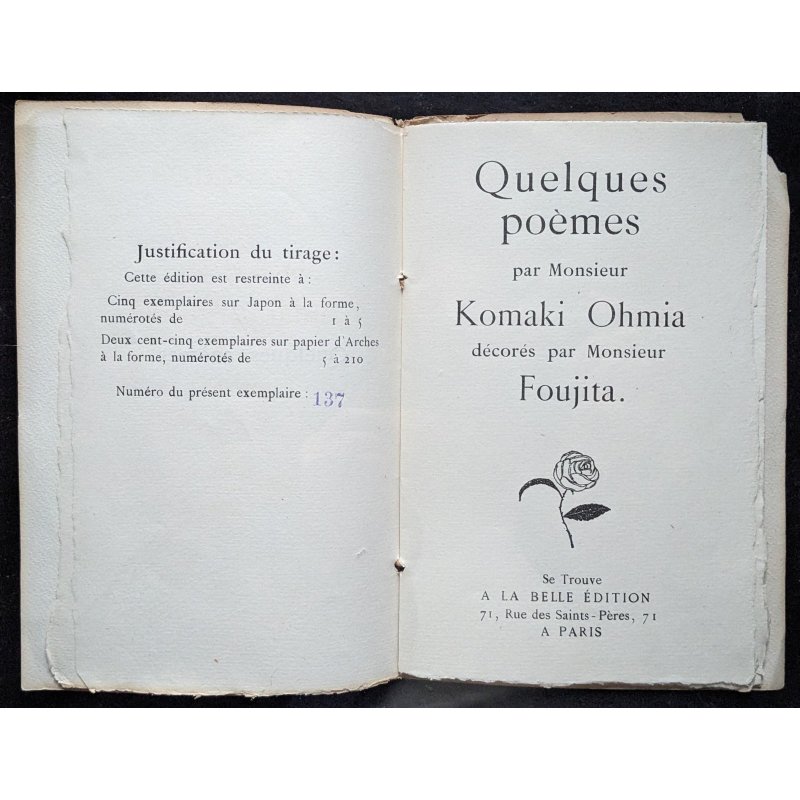 Justification du tirage :
Cette édition est restreinte à :
Cinq exemplaires sur Japon à la forme,
numérotés de 1 à 5
Deux cent-cinq exemplaires sur papier d'Arches
à la forme, numérotés de 5 à 210
Numéro du présent exemplaire : 137
Quelques
poèmes
par Monsieur
Komaki Ohmia
décorés par Monsieur
Foujita.
Se Trouve
A LA BELLE ÉDITION
71, Rue des Saints-Pères, 71
A PARIS